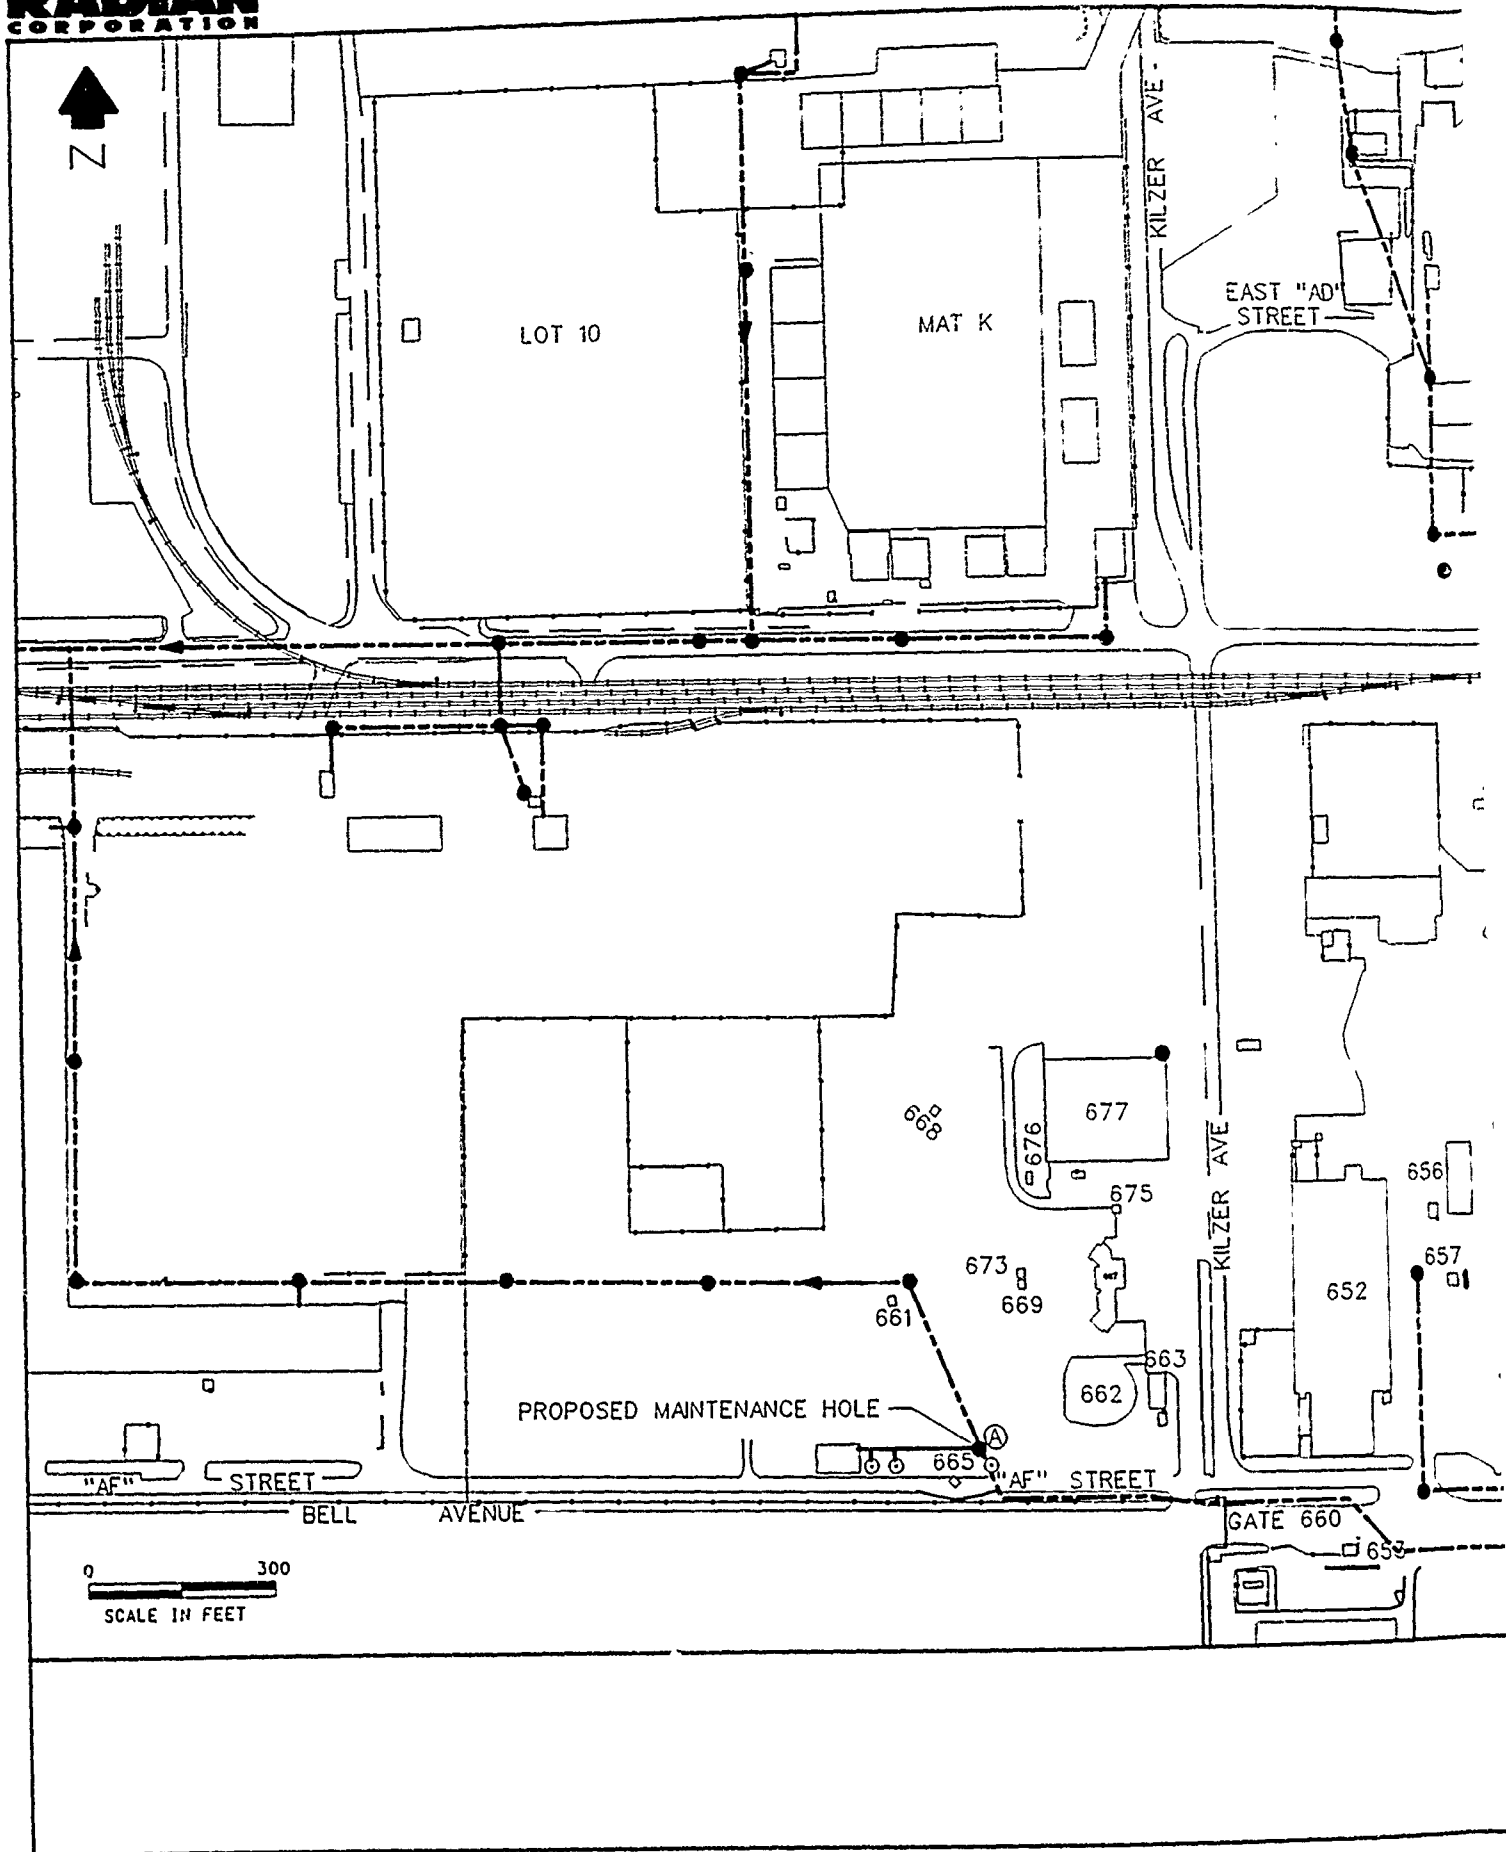 RADIAN
CORPORATION
N
KILZER AVE.
EAST "AD"
STREET
LOT 10
MAT K
668
676
677
675
KILZER AVE
656
657
673
669
652
661
663
662
PROPOSED MAINTENANCE HOLE
A
665
"AF" STREET
"AF" STREET
BELL AVENUE
GATE 660
653
0 300
SCALE IN FEET